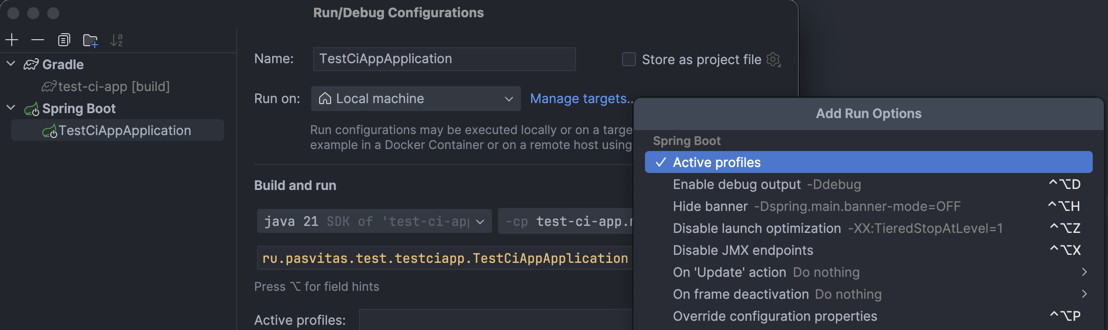 Run/Debug Configurations
Gradle
test-ci-app [build]
Spring Boot
TestCiAppApplication
Name: TestCiAppApplication
Store as project file
Run on: Local machine Manage targets..
Run configurations may be executed locally or on a targe
example in a Docker Container or on a remote host using
Build and run
java 21 SDK of 'test-ci-app -cp test-ci-app.
ru.pasvitas.test.testciapp.TestCiAppApplication
Press ⌥ for field hints
Active profiles:
Add Run Options
Spring Boot
✓ Active profiles
Enable debug output -Ddebug ^⌥D
Hide banner -Dspring.main.banner-mode=OFF ^⌥H
Disable launch optimization -XX:TieredStopAtLevel=1 ^⌥Z
Disable JMX endpoints ^⌥X
On 'Update' action Do nothing
On frame deactivation Do nothing
Override configuration properties ^⌥P